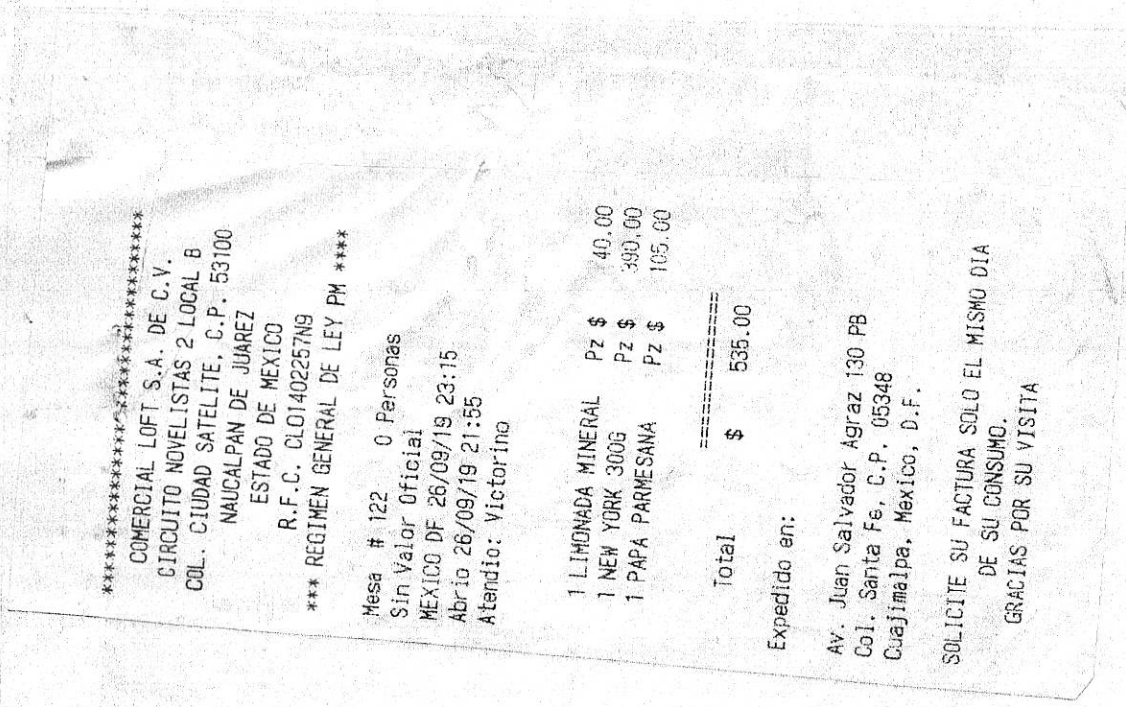 ****************************************
COMERCIAL LOFT S.A. DE C.V.
CIRCUITO NOVELISTAS 2 LOCAL B
COL. CIUDAD SATELITE, C.P. 53100
NAUCALPAN DE JUAREZ
ESTADO DE MEXICO
R.F.C. CLO1402257N9
*** REGIMEN GENERAL DE LEY PM ****
Mesa # 122 0 Personas
Sin Valor Oficial
MEXICO DF 26/09/19 23:15
Abrio 26/09/19 21:55
Atendio: Victorino
1 LIMONADA MINERAL Pz $ 40.00
1 NEW YORK 300G Pz $ 390.00
1 PAPA PARMESANA Pz $ 105.00
===============
Total $ 535.00
Expedido en:
Av. Juan Salvador Agraz 130 PB
Col. Santa Fe, C.P. 05348
Cuajimalpa, Mexico, D.F.
SOLICITE SU FACTURA SOLO EL MISMO DIA
DE SU CONSUMO.
GRACIAS POR SU VISITA